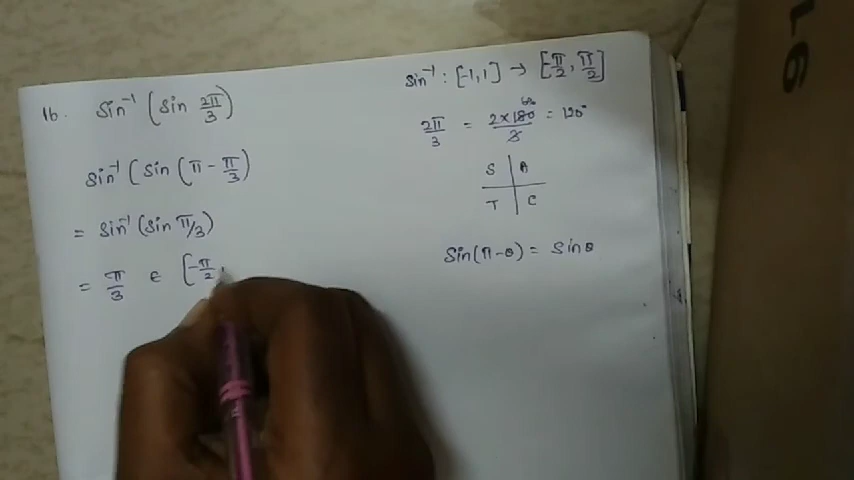 16. Sin⁻¹ (Sin 2π/3)
Sin⁻¹ (Sin (π - π/3)
= Sin⁻¹ (Sin π/3)
= π/3 ∈ [-π/2,
Sin⁻¹ : [-1,1] → [-π/2, π/2]
2π/3 = 2×180/3 = 120°
60
S A
T C
Sin(π-θ) = Sinθ